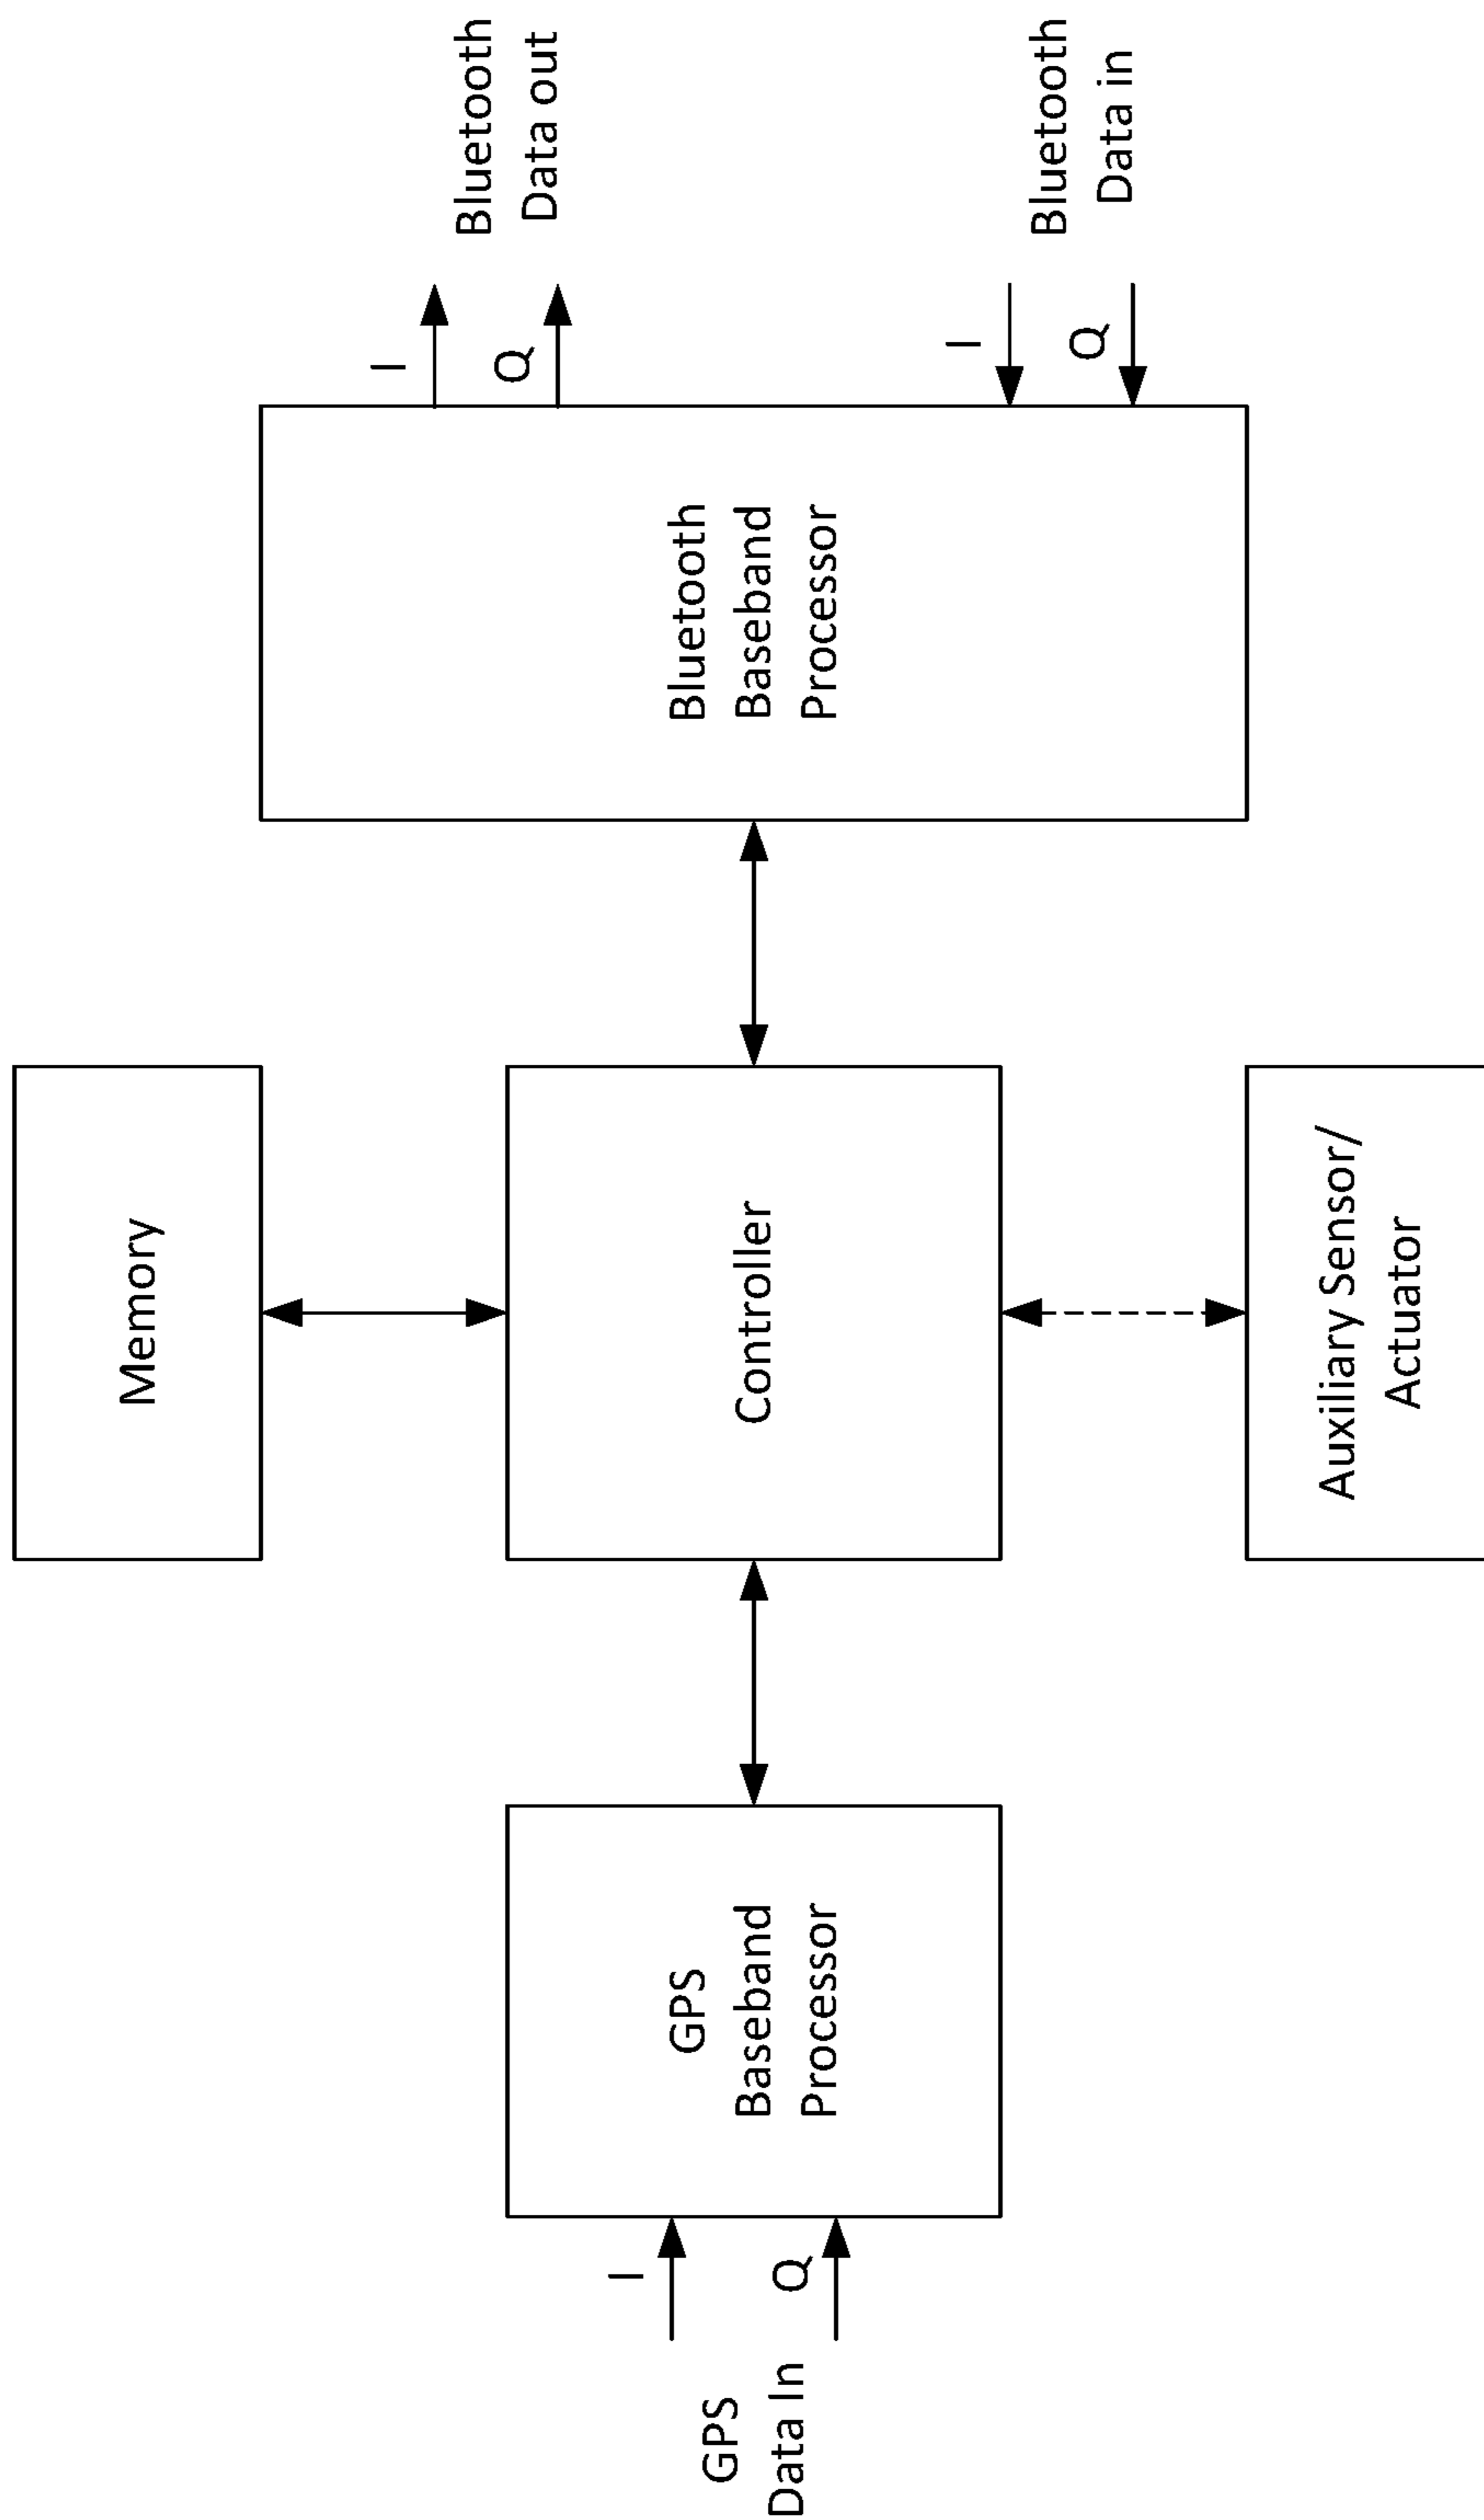 Memory
GPS
Data In
I
Q
GPS
Baseband
Processor
Controller
Bluetooth
Baseband
Processor
I
Q
Bluetooth
Data out
I
Q
Bluetooth
Data in
Auxiliary Sensor/
Actuator